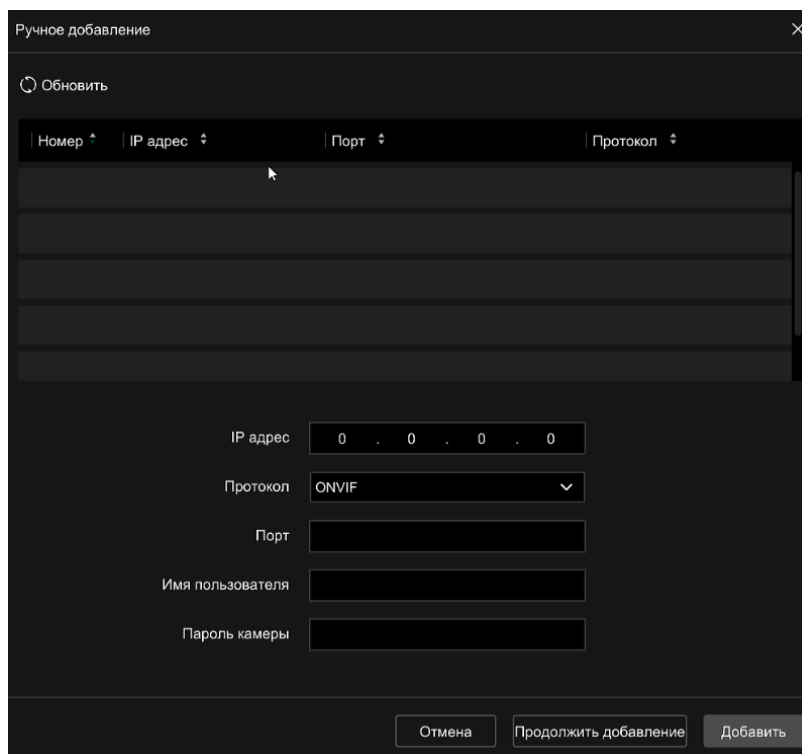 Ручное добавление
Обновить
Номер IP адрес Порт Протокол
IP адрес 0 . 0 . 0 . 0
Протокол ONVIF
Порт
Имя пользователя
Пароль камеры
Отмена Продолжить добавление Добавить